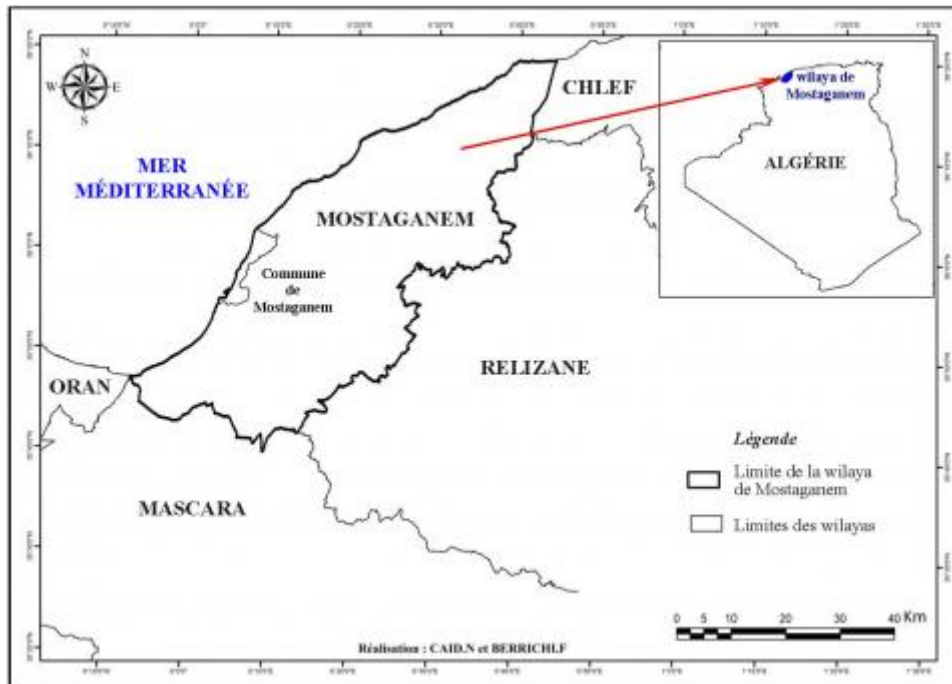 N
W E
S
CHLEF
wilaya de
Mostaganem
ALGÉRIE
MER
MÉDITERRANÉE
MOSTAGANEM
Commune
de
Mostaganem
ORAN
RELIZANE
MASCARA
Légende
Limite de la wilaya
de Mostaganem
Limites des wilayas
0 5 10 20 30 40 Km
Réalisation : CAID.N et BERRICHI.F